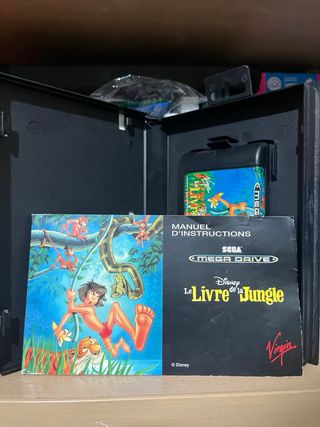 MANUEL
D'INSTRUCTIONS
SEGA
MEGA DRIVE
Disney
Le Livre de la Jungle
Virgin
© Disney